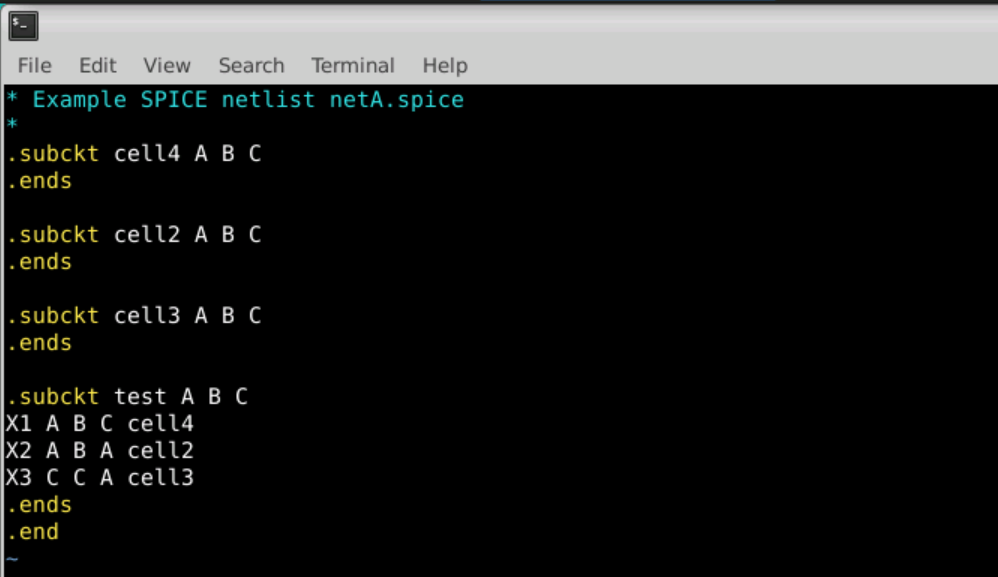 $_
File Edit View Search Terminal Help
* Example SPICE netlist netA.spice
*
.subckt cell4 A B C
.ends
.subckt cell2 A B C
.ends
.subckt cell3 A B C
.ends
.subckt test A B C
X1 A B C cell4
X2 A B A cell2
X3 C C A cell3
.ends
.end
~